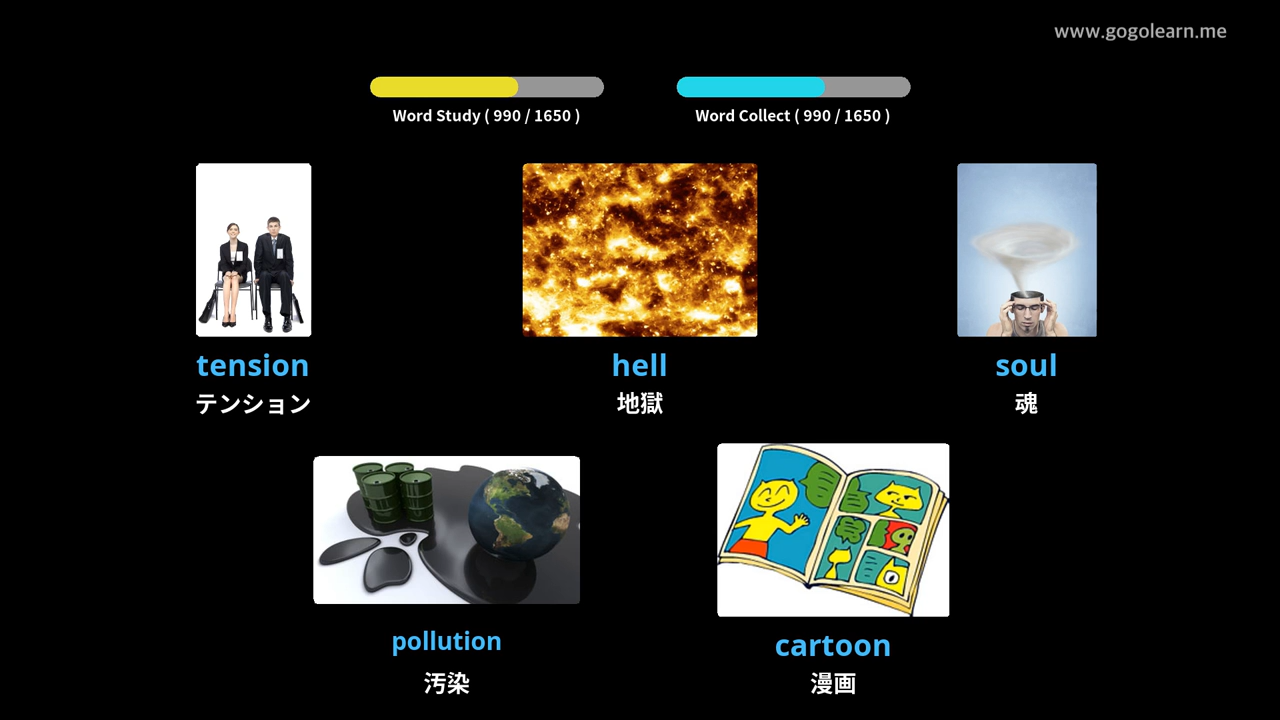 www.gogolearn.me
Word Study ( 990 / 1650 )
Word Collect ( 990 / 1650 )
tension
テンション
hell
地獄
soul
魂
pollution
汚染
cartoon
漫画